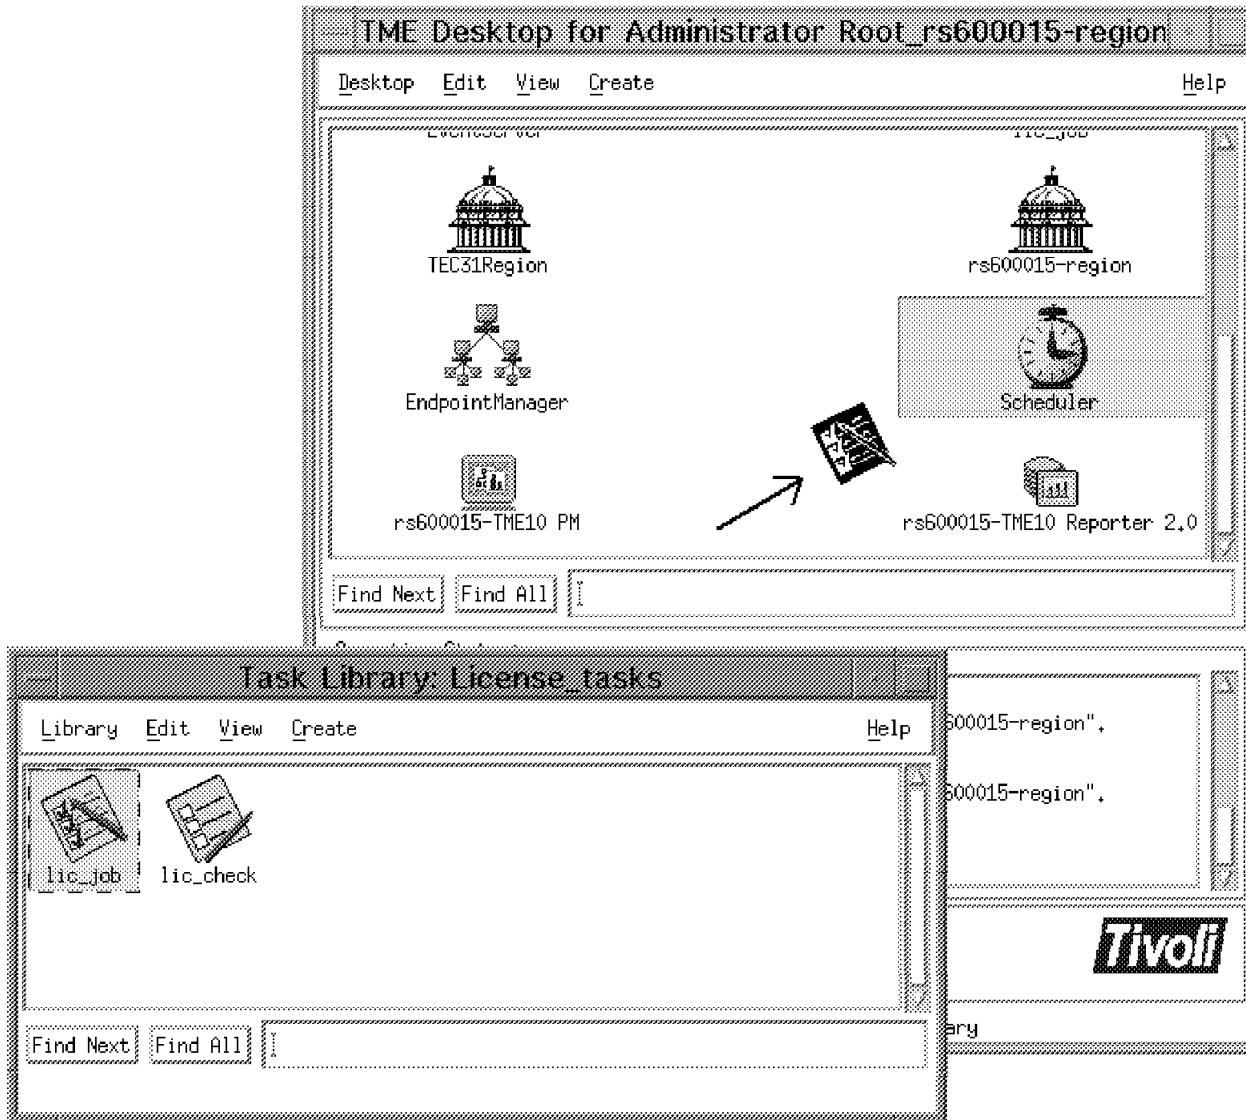 TME Desktop for Administrator Root_rs600015-region
Desktop Edit View Create Help
lic_job
TEC31Region rs600015-region
EndpointManager Scheduler
rs600015-TME10 PM rs600015-TME10 Reporter 2.0
Find Next Find All
Task Library: License_tasks
Library Edit View Create Help
600015-region".
600015-region".
lic_job lic_check
Tivoli
Find Next Find All
ary